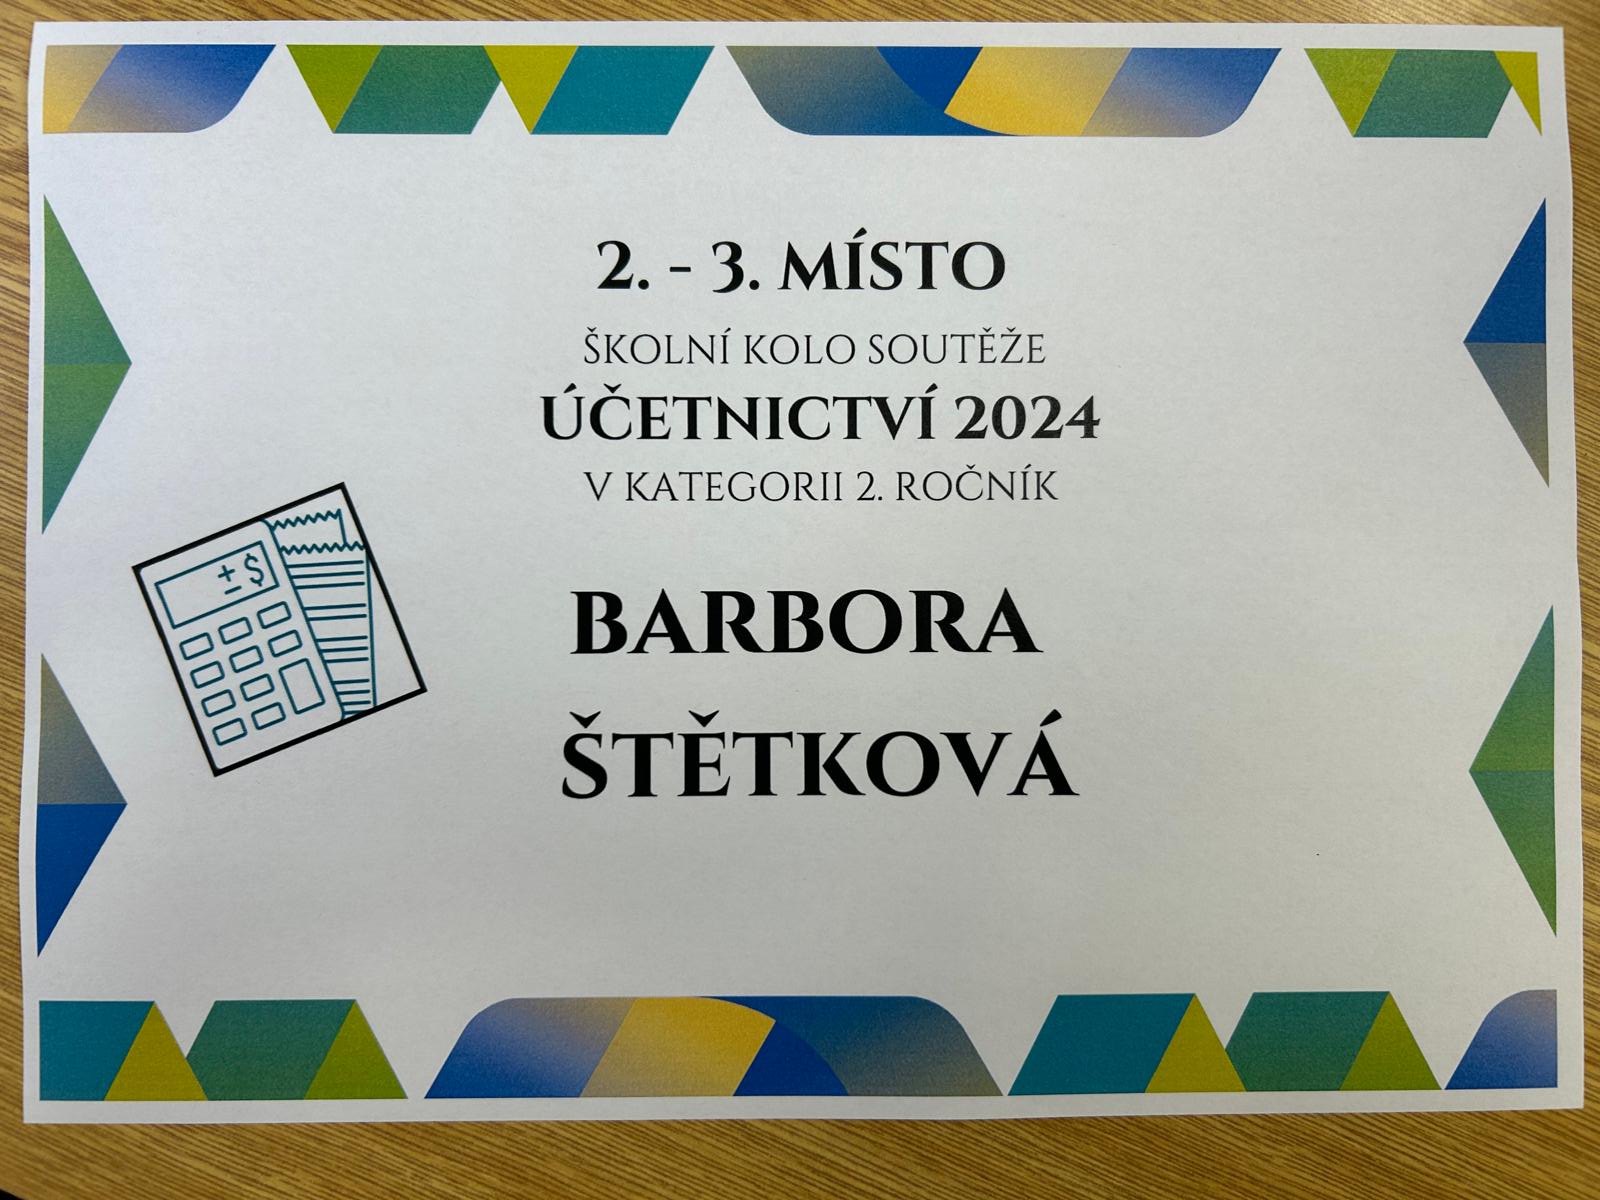 2. - 3. MÍSTO
ŠKOLNÍ KOLO SOUTĚŽE
ÚČETNICTVÍ 2024
V KATEGORII 2. ROČNÍK
BARBORA
ŠTĚTKOVÁ
± $